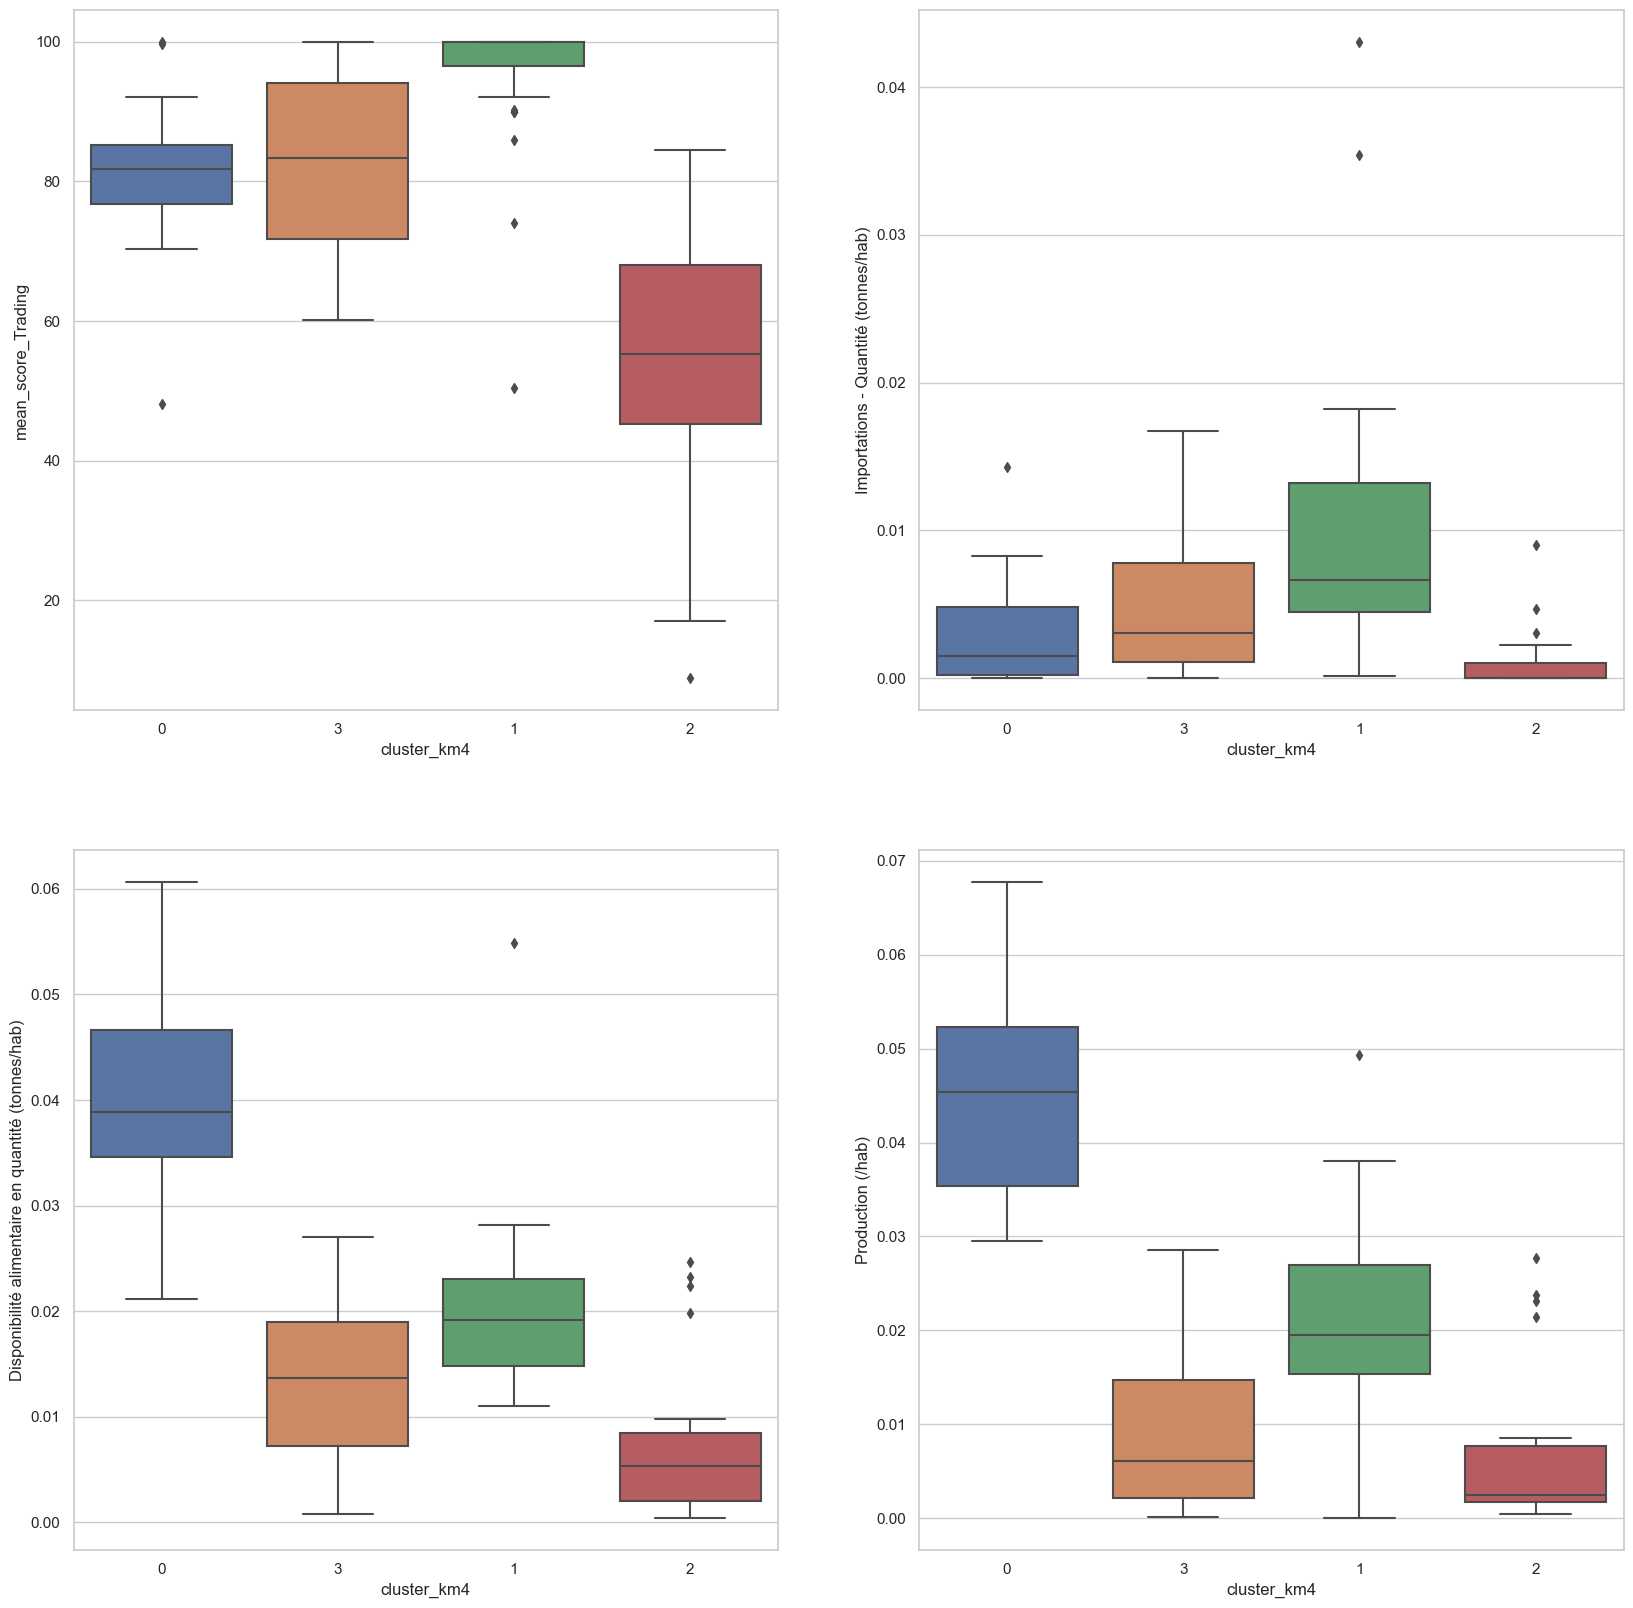 100
80
60
40
20
mean_score_Trading
0 3 1 2
cluster_km4
0.04
0.03
0.02
0.01
0.00
Importations - Quantité (tonnes/hab)
0 3 1 2
cluster_km4
0.06
0.05
0.04
0.03
0.02
0.01
0.00
Disponibilité alimentaire en quantité (tonnes/hab)
0 3 1 2
cluster_km4
0.07
0.06
0.05
0.04
0.03
0.02
0.01
0.00
Production (/hab)
0 3 1 2
cluster_km4